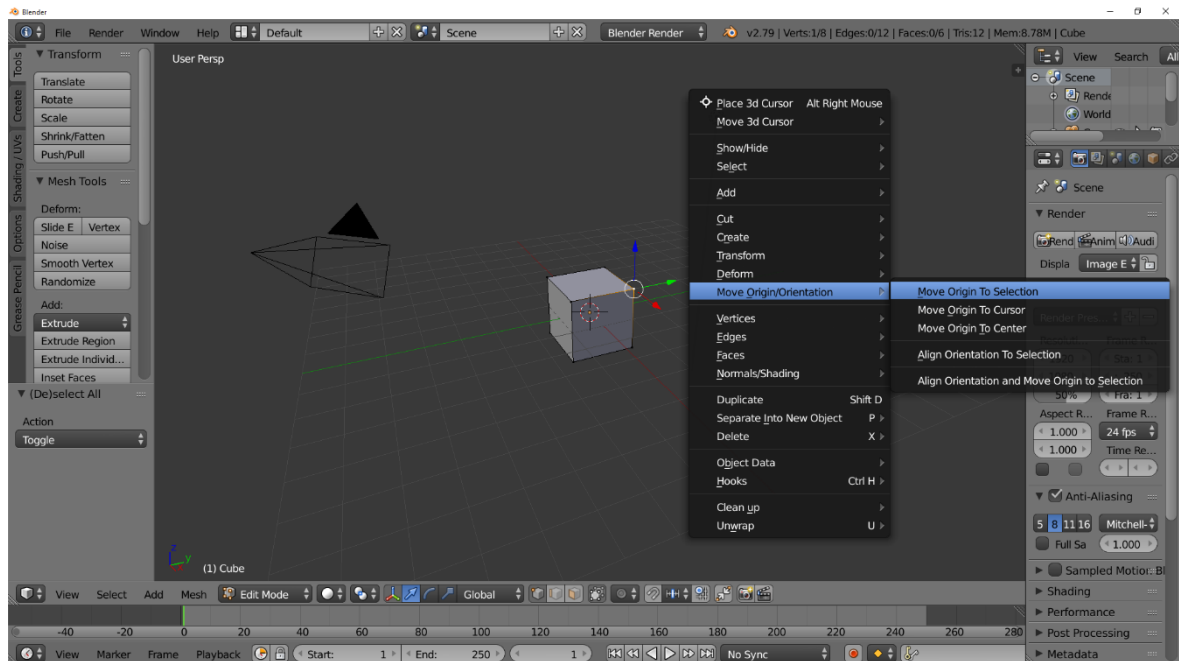 Blender
File Render Window Help Default Scene Blender Render v2.79 | Verts:1/8 | Edges:0/12 | Faces:0/6 | Tris:12 | Mem:8.78M | Cube
Tools
Create
Shading / UVs
Options
Grease Pencil
Transform
Translate
Rotate
Scale
Shrink/Fatten
Push/Pull
Mesh Tools
Deform:
Slide E Vertex
Noise
Smooth Vertex
Randomize
Add:
Extrude
Extrude Region
Extrude Individ...
Inset Faces
(De)select All
Action
Toggle
User Persp
(1) Cube
Z
Y
Place 3d Cursor Alt Right Mouse
Move 3d Cursor
Show/Hide
Select
Add
Cut
Create
Transform
Deform
Move Origin/Orientation
Vertices
Edges
Faces
Normals/Shading
Duplicate Shift D
Separate Into New Object P
Delete X
Object Data
Hooks Ctrl H
Clean up
Unwrap U
Move Origin To Selection
Move Origin To Cursor
Move Origin To Center
Align Orientation To Selection
Align Orientation and Move Origin to Selection
View Search All
Scene
Rende
World
Scene
Render
Rend Anim Audi
Displa Image E
50% Fra: 1
Aspect R... Frame R...
1.000 24 fps
1.000 Time Re...
Anti-Aliasing
5 8 11 16 Mitchell-
Full Sa 1.000
Sampled Motion Bl
Shading
Performance
Post Processing
Metadata
View Select Add Mesh Edit Mode Global
-40 -20 0 20 40 60 80 100 120 140 160 180 200 220 240 260 280
View Marker Frame Playback Start: 1 End: 250 1 No Sync